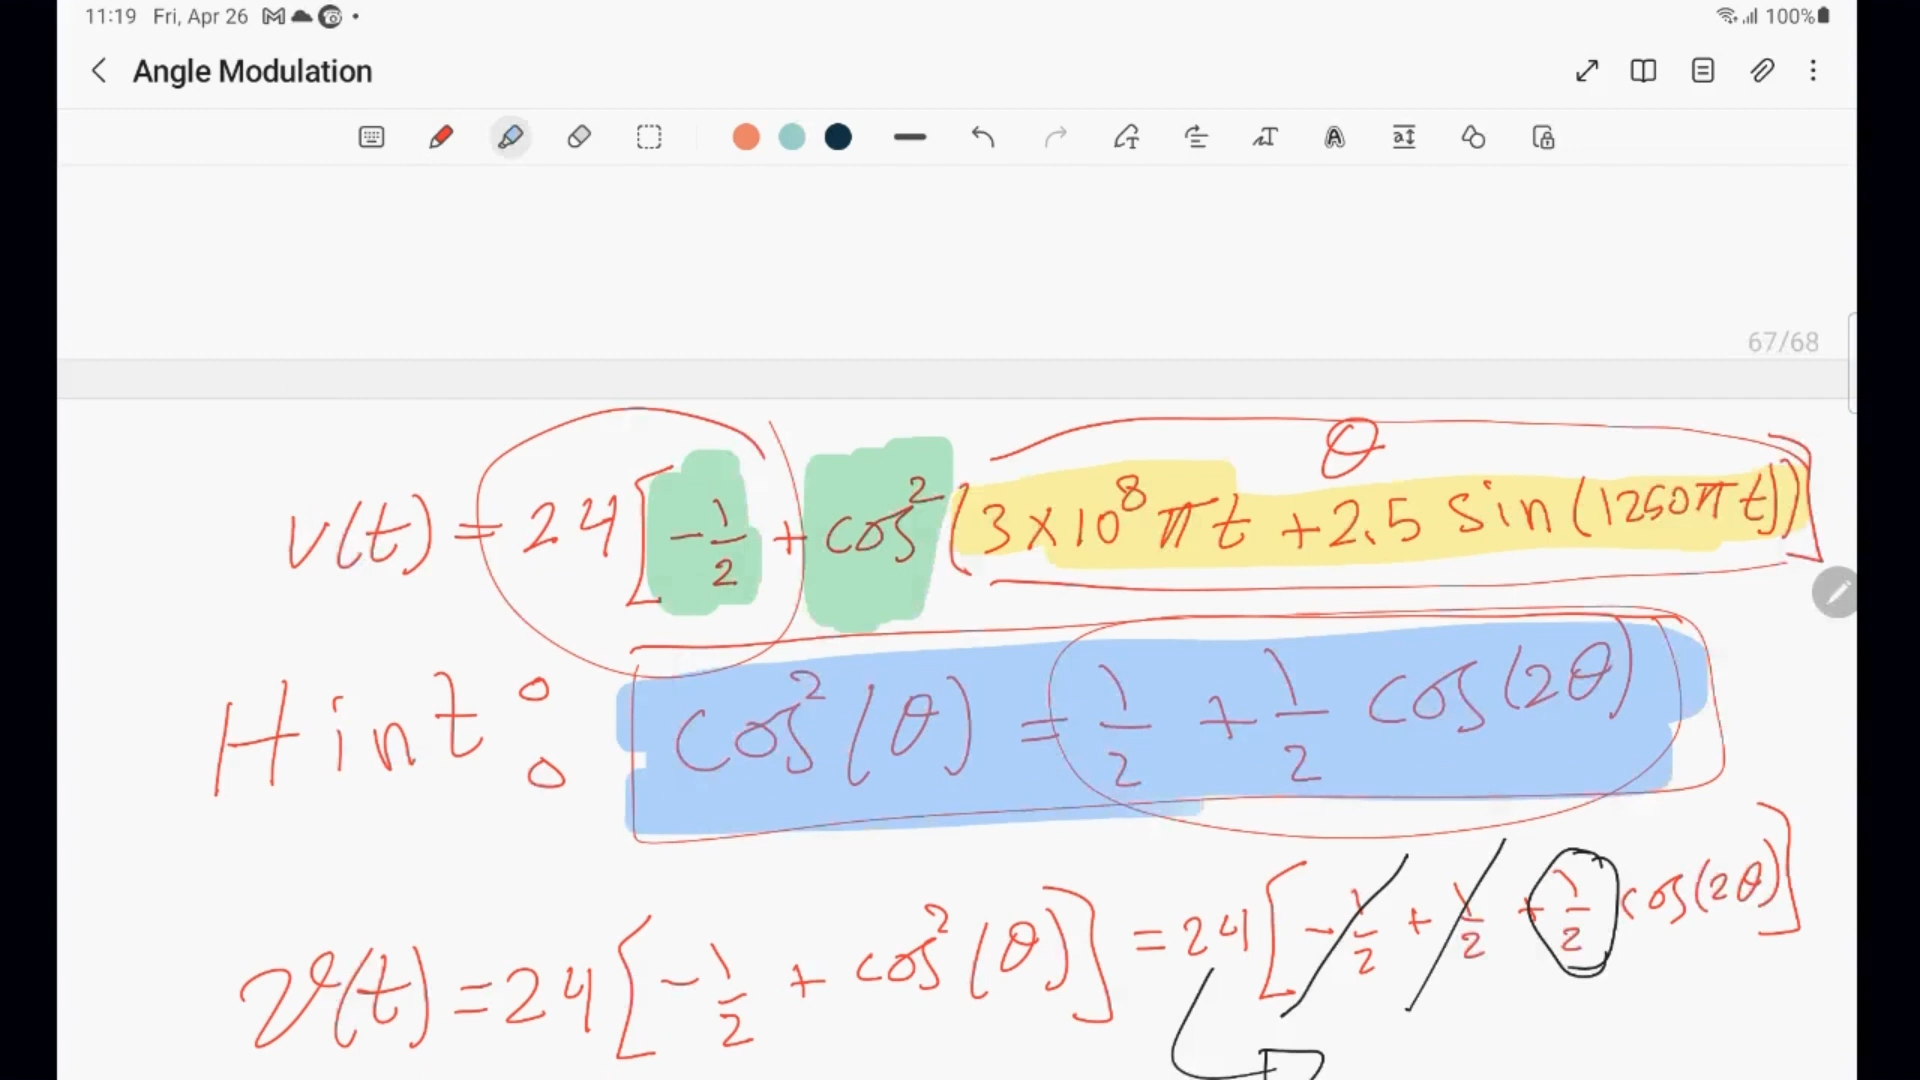 11:19 Fri, Apr 26 100%
Angle Modulation
67/68
θ
v(t) = 24[-1/2 + cos²(3×10⁸πt + 2.5 sin(1250πt))]
Hint: cos²(θ) = 1/2 + 1/2 cos(2θ)
v(t) = 24[-1/2 + cos²(θ)] = 24[-1/2 + 1/2 + 1/2 cos(2θ)]